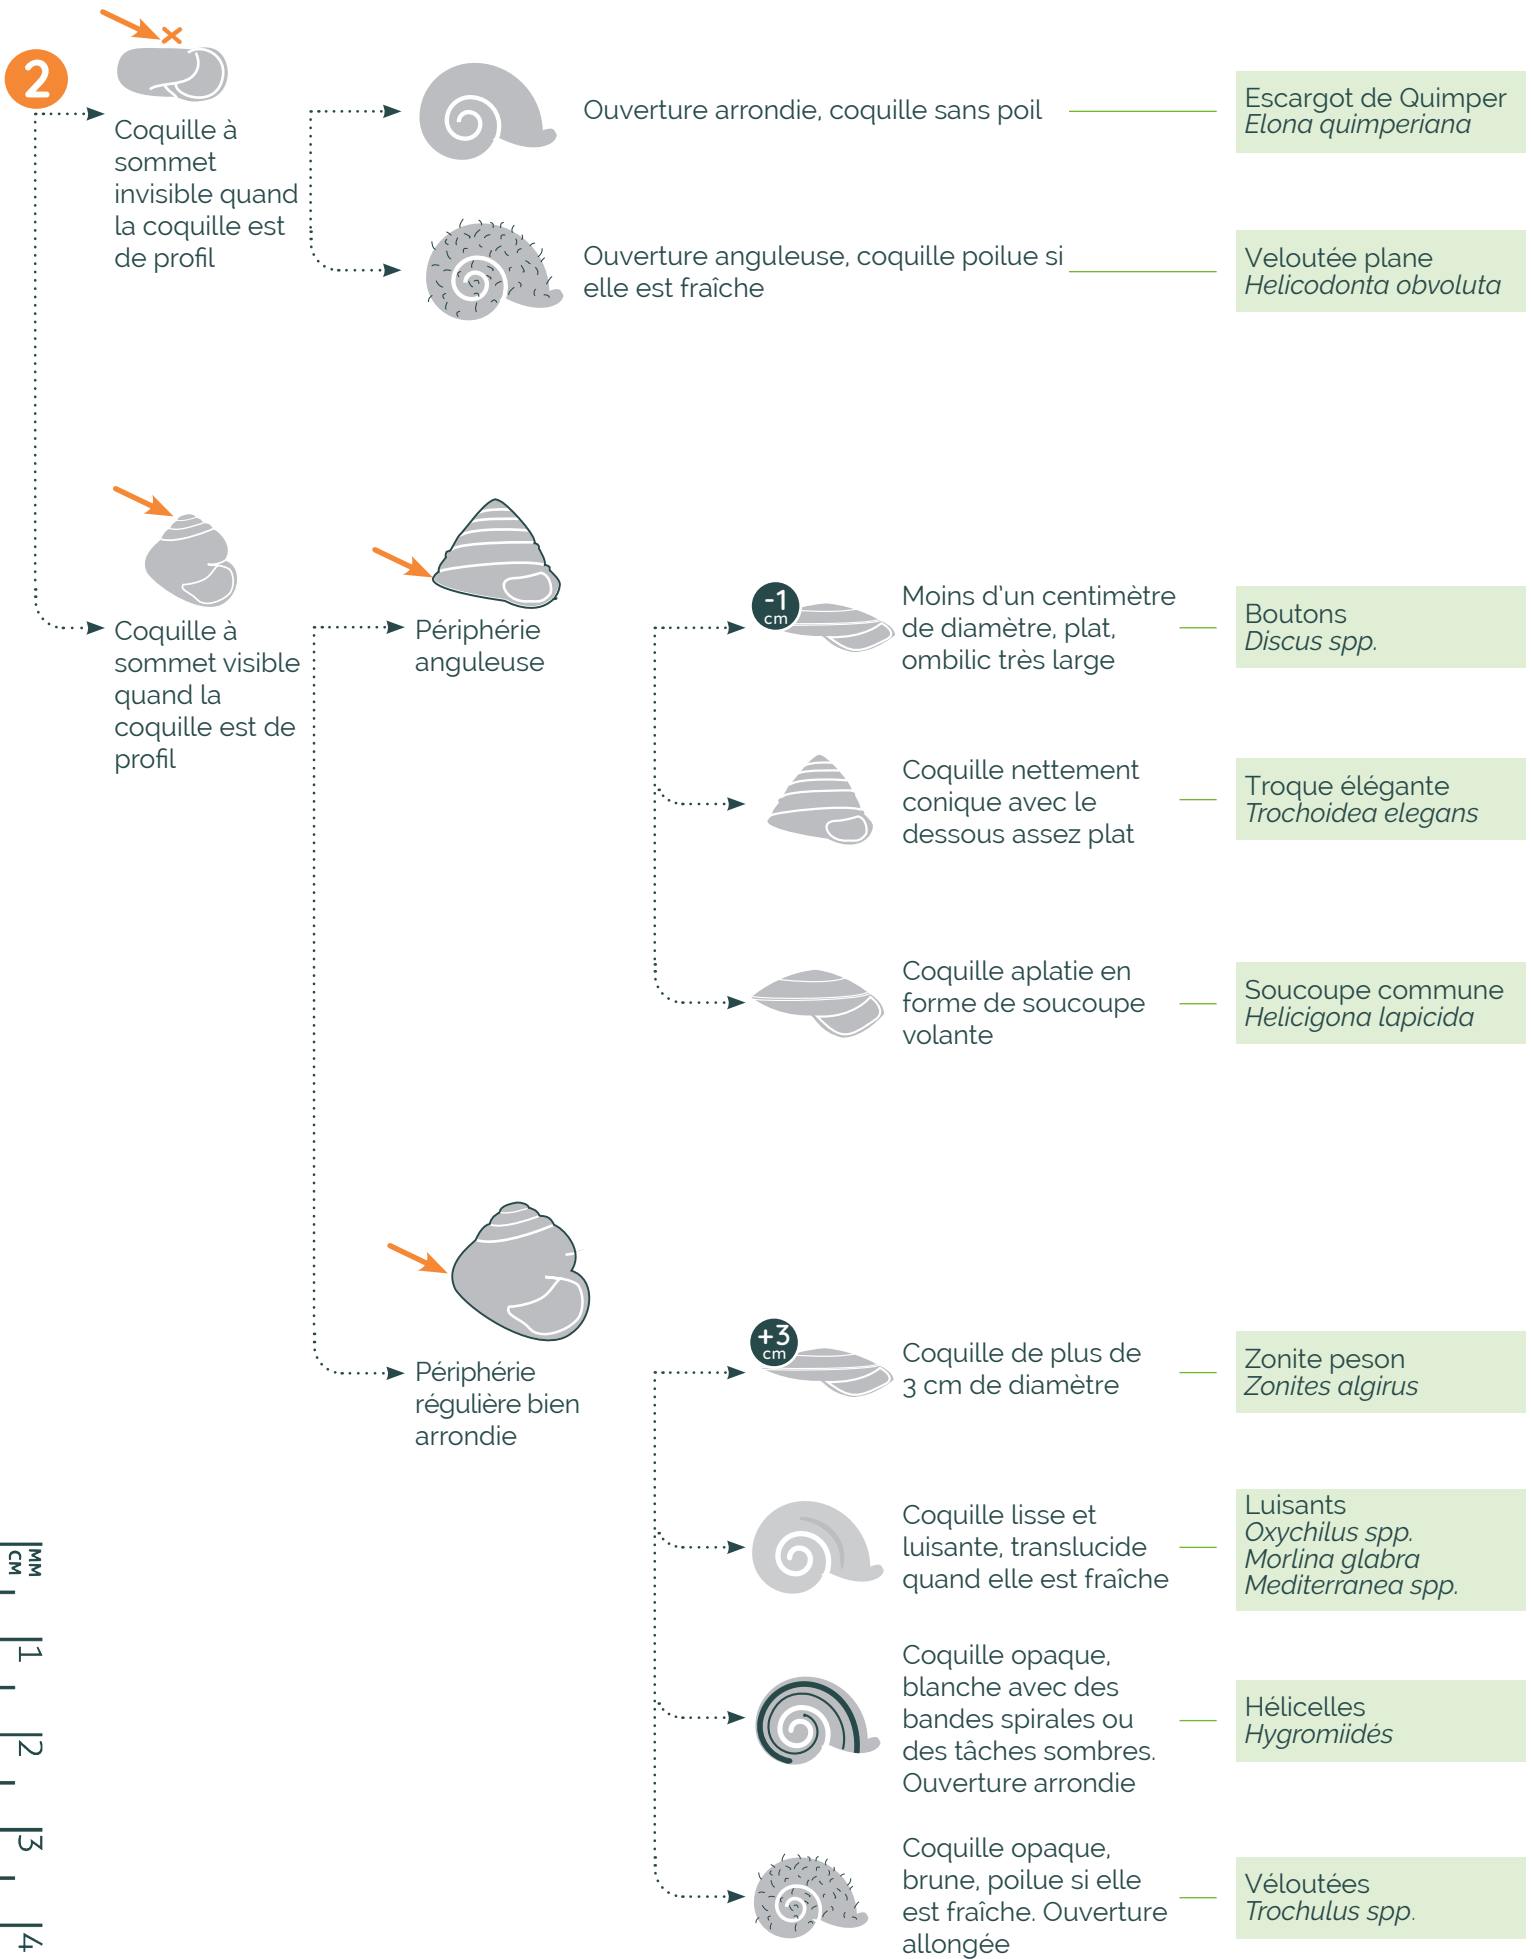 2
Coquille à
sommet
invisible quand
la coquille est
de profil
Ouverture arrondie, coquille sans poil
Escargot de Quimper
Elona quimperiana
Ouverture anguleuse, coquille poilue si
elle est fraîche
Veloutée plane
Helicodonta obvoluta
Coquille à
sommet visible
quand la
coquille est de
profil
Périphérie
anguleuse
-1
cm
Moins d'un centimètre
de diamètre, plat,
ombilic très large
Boutons
Discus spp.
Coquille nettement
conique avec le
dessous assez plat
Troque élégante
Trochoidea elegans
Coquille aplatie en
forme de soucoupe
volante
Soucoupe commune
Helicigona lapicida
Périphérie
régulière bien
arrondie
+3
cm
Coquille de plus de
3 cm de diamètre
Zonite peson
Zonites algirus
Coquille lisse et
luisante, translucide
quand elle est fraîche
Luisants
Oxychilus spp.
Morlina glabra
Mediterranea spp.
Coquille opaque,
blanche avec des
bandes spirales ou
des tâches sombres.
Ouverture arrondie
Hélicelles
Hygromiidés
Coquille opaque,
brune, poilue si elle
est fraîche. Ouverture
allongée
Véloutées
Trochulus spp.
MM
CM
1
2
3
4